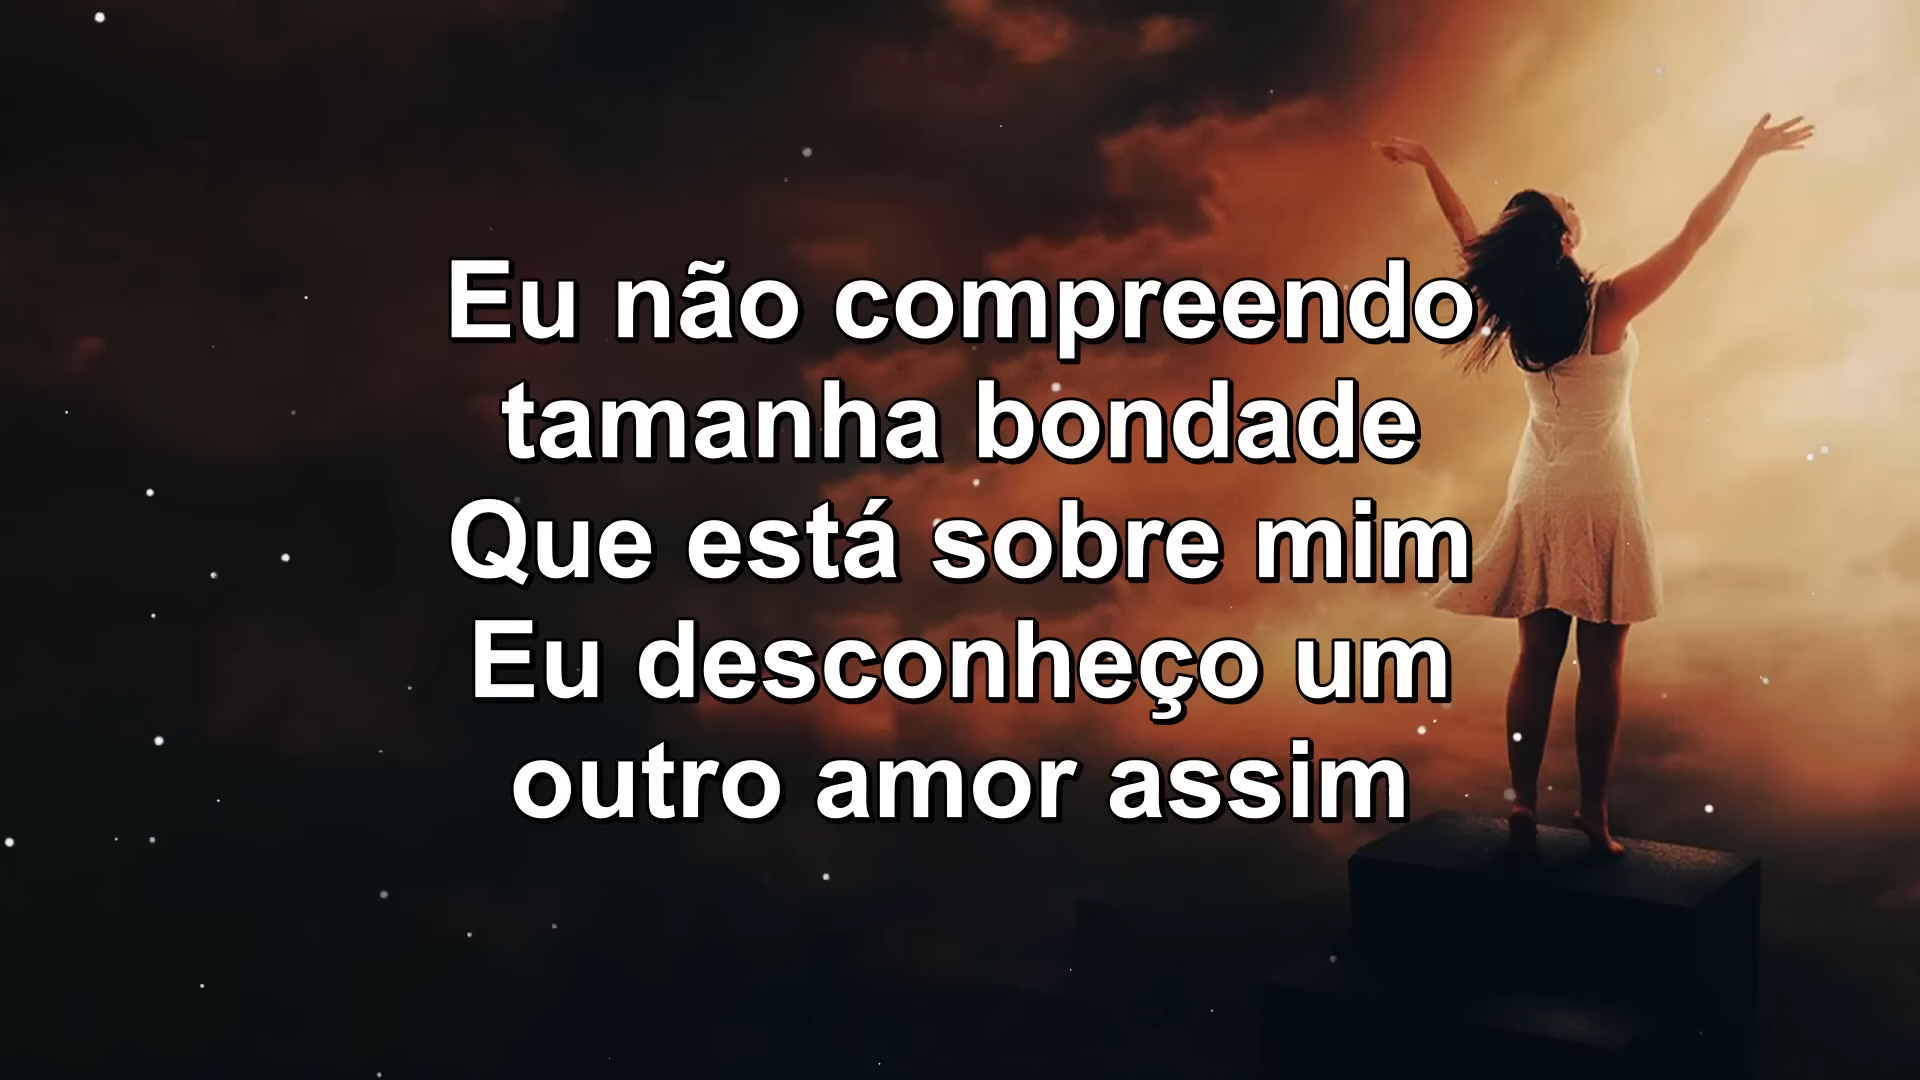 Eu não compreendo
tamanha bondade
Que está sobre mim
Eu desconheço um
outro amor assim